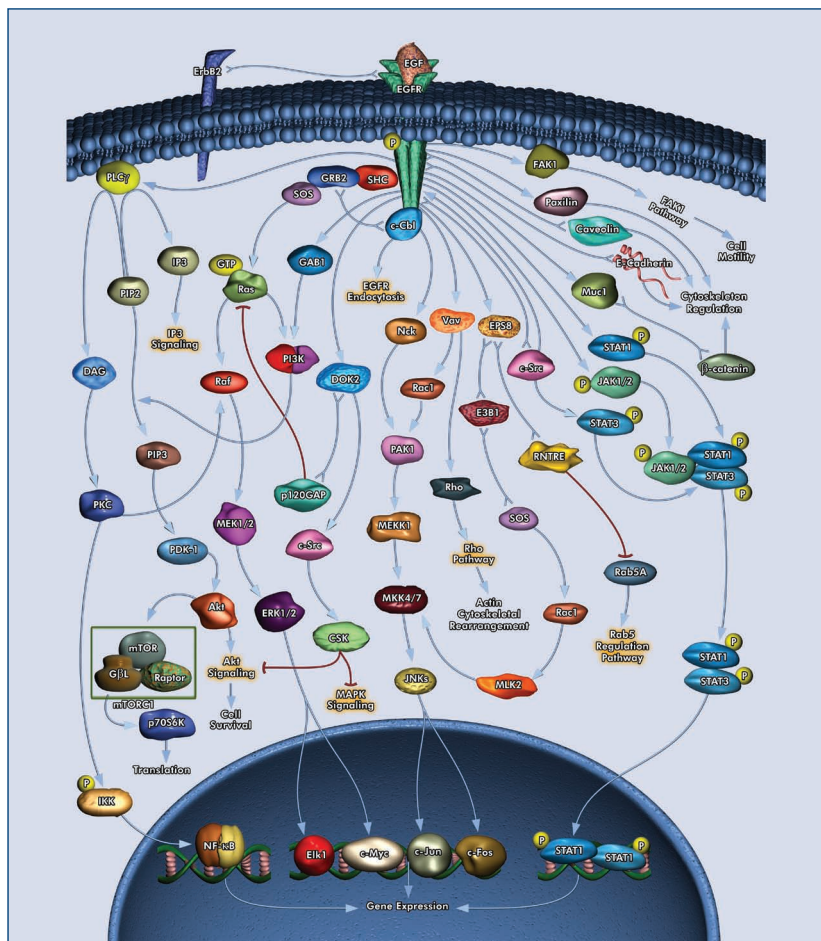 EGF
ErbB2
EGFR
P
FAK1
PLCγ
GRB2
SHC
SOS
Paxilin
FAK1
Pathway
c-Cbl
Caveolin
Cell
Motility
IP3
GTP
GAB1
E-Cadherin
Ras
EGFR
Endocytosis
Muc1
Cytoskeleton
Regulation
PIP2
Nck
Vav
EPS8
IP3
Signaling
STAT1
P
PI3K
c-Src
β-catenin
DAG
Raf
DOK2
Rac1
P
JAK1/2
E3B1
STAT3
P
PIP3
PAK1
RNTRE
P
STAT1
P
JAK1/2
STAT3
P
PKC
p120GAP
Rho
MEK1/2
MEKK1
SOS
PDK-1
c-Src
Rho
Pathway
Rab5A
Akt
ERK1/2
MKK4/7
Actin
Cytoskeletal
Rearrangement
Rac1
mTOR
CSK
Rab5
Regulation
Pathway
GβL
Raptor
Akt
Signaling
P
STAT1
JNKs
MLK2
STAT3
P
mTORC1
MAPK
Signaling
p70S6K
Cell
Survival
Translation
P
IKK
NF-κB
Elk1
c-Myc
c-Jun
c-Fos
P
STAT1
STAT1
P
Gene Expression